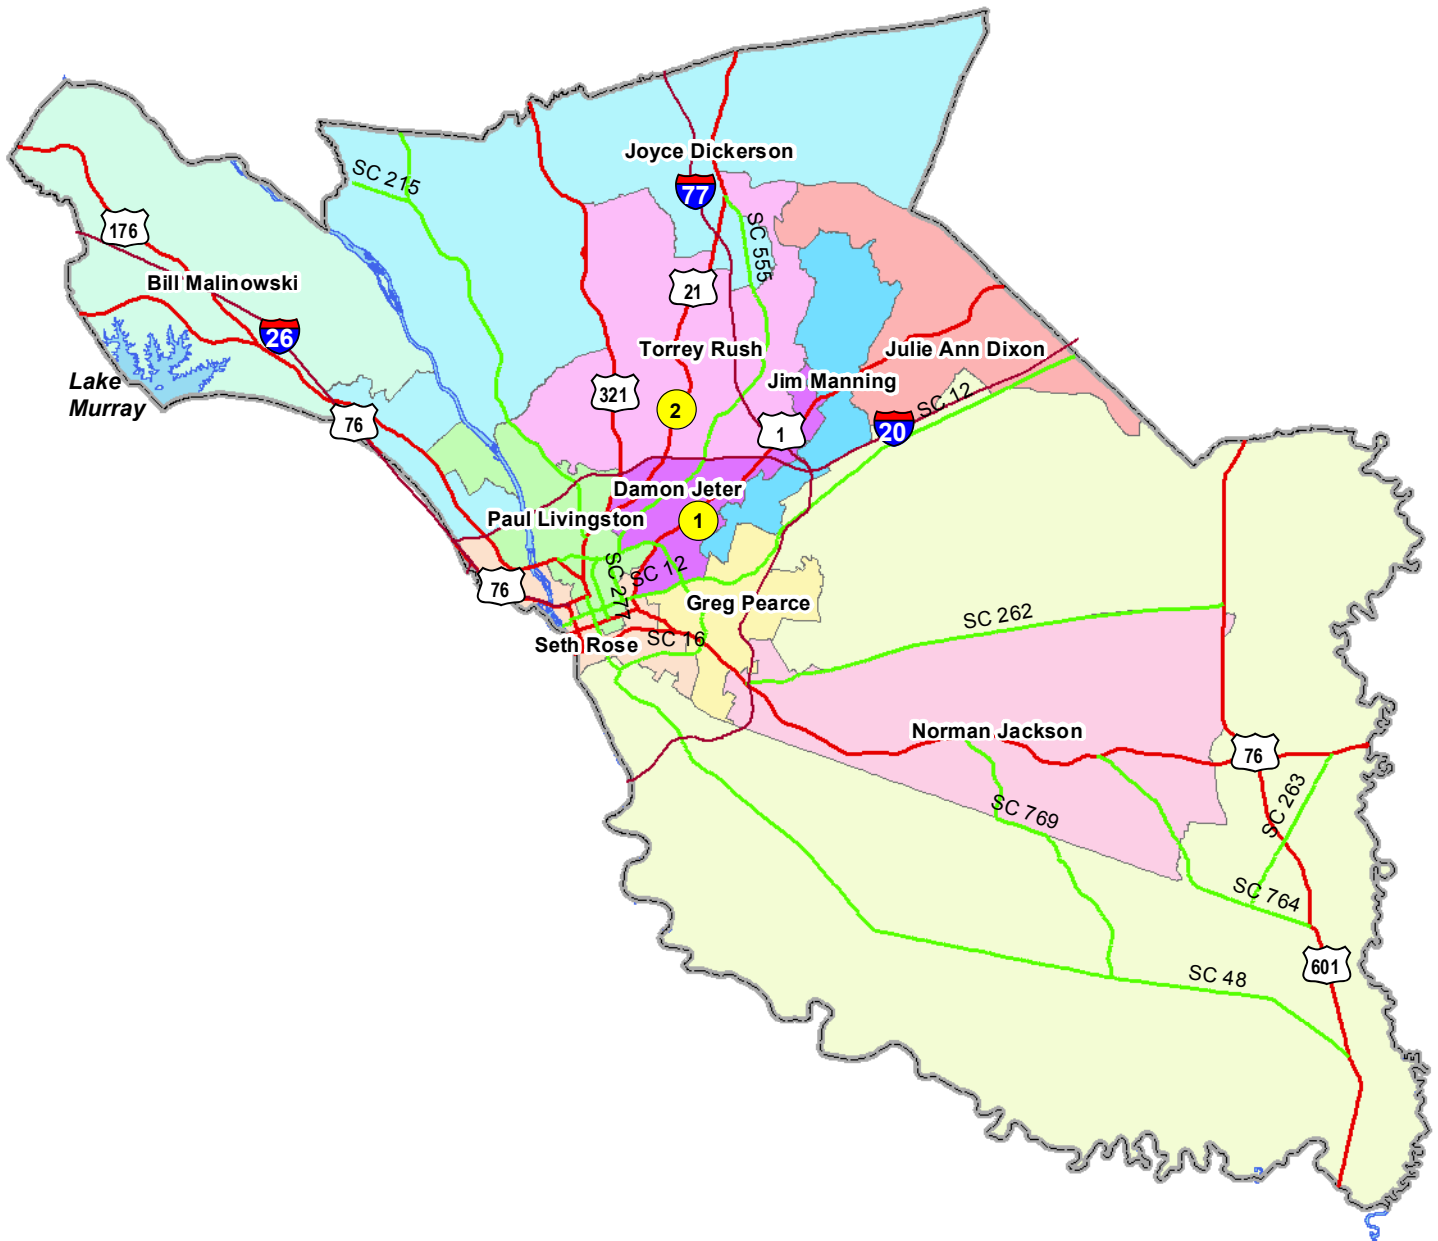 Joyce Dickerson
SC 215
77
176
SC 555
Bill Malinowski
21
26
Torrey Rush
Julie Ann Dixon
Lake
Murray
Jim Manning
321
2
SC 12
76
1
20
Damon Jeter
Paul Livingston
1
SC 12
SC 277
76
Greg Pearce
SC 262
Seth Rose
SC 16
Norman Jackson
76
SC 263
SC 769
SC 764
601
SC 48